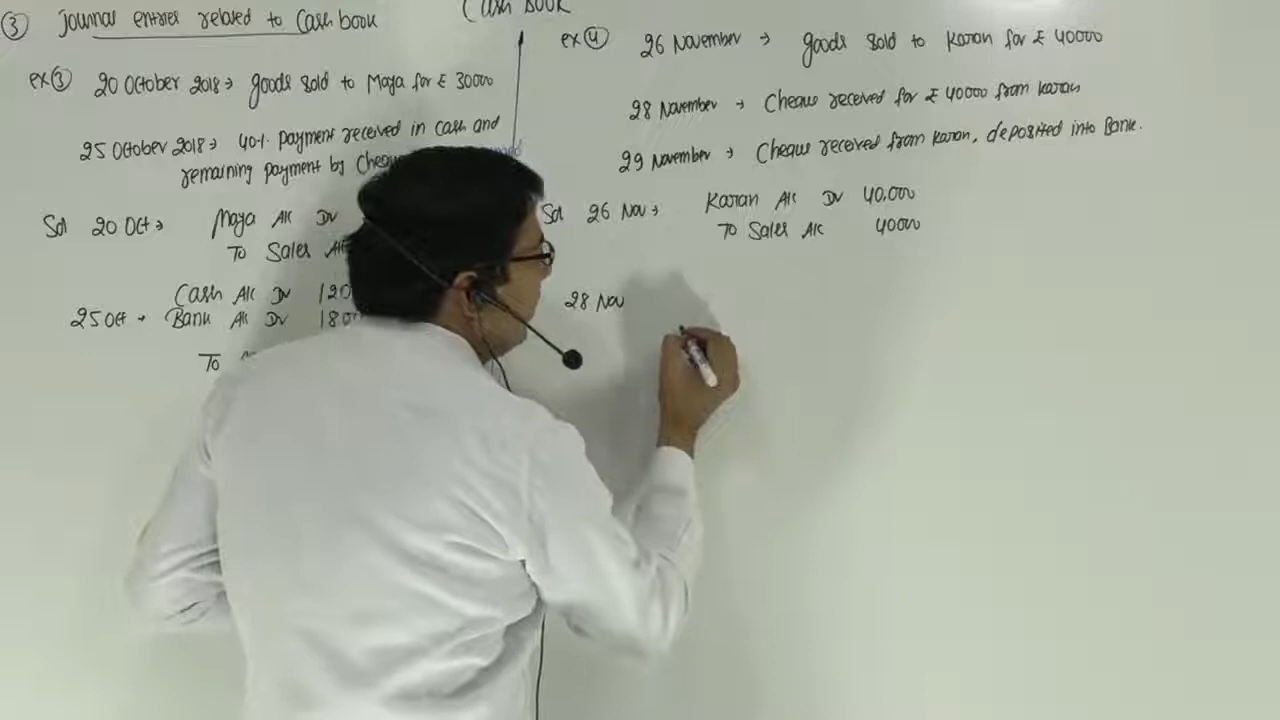 ③ Journal entries related to Cash book
ex③ 20 October 2018 → goods sold to Maya for ₹ 30000
25 October 2018 → 40% payment received in cash and
remaining payment by Cheque
Sol 20 Oct → Maya A/c Dr
To Sales A/c
Cash A/c Dr 120
25 Oct → Bank A/c Dr 180
To
Cash Book
ex④ 26 November → goods sold to Karan for ₹ 40000
28 November → Cheque received for ₹ 40000 from Karan
29 November → Cheque received from Karan, deposited into Bank.
Sol 26 Nov → Karan A/c Dr 40,000
To Sales A/c 40000
28 Nov